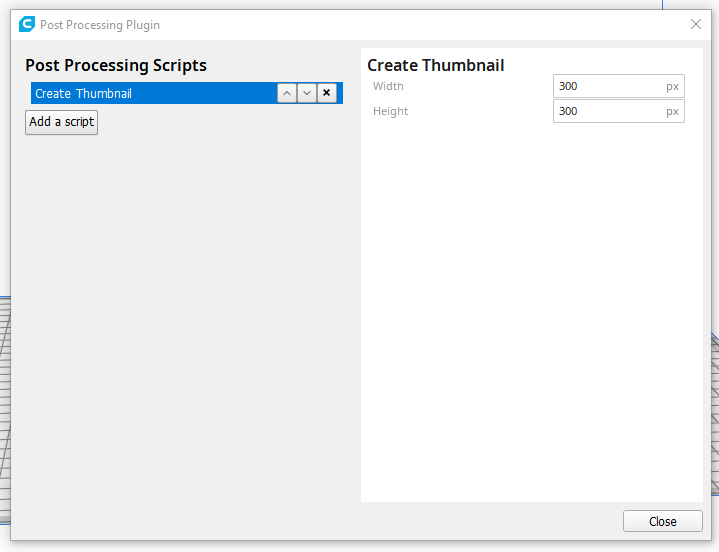 Post Processing Plugin
Post Processing Scripts
Create Thumbnail
Add a script
Create Thumbnail
Width 300 px
Height 300 px
Close